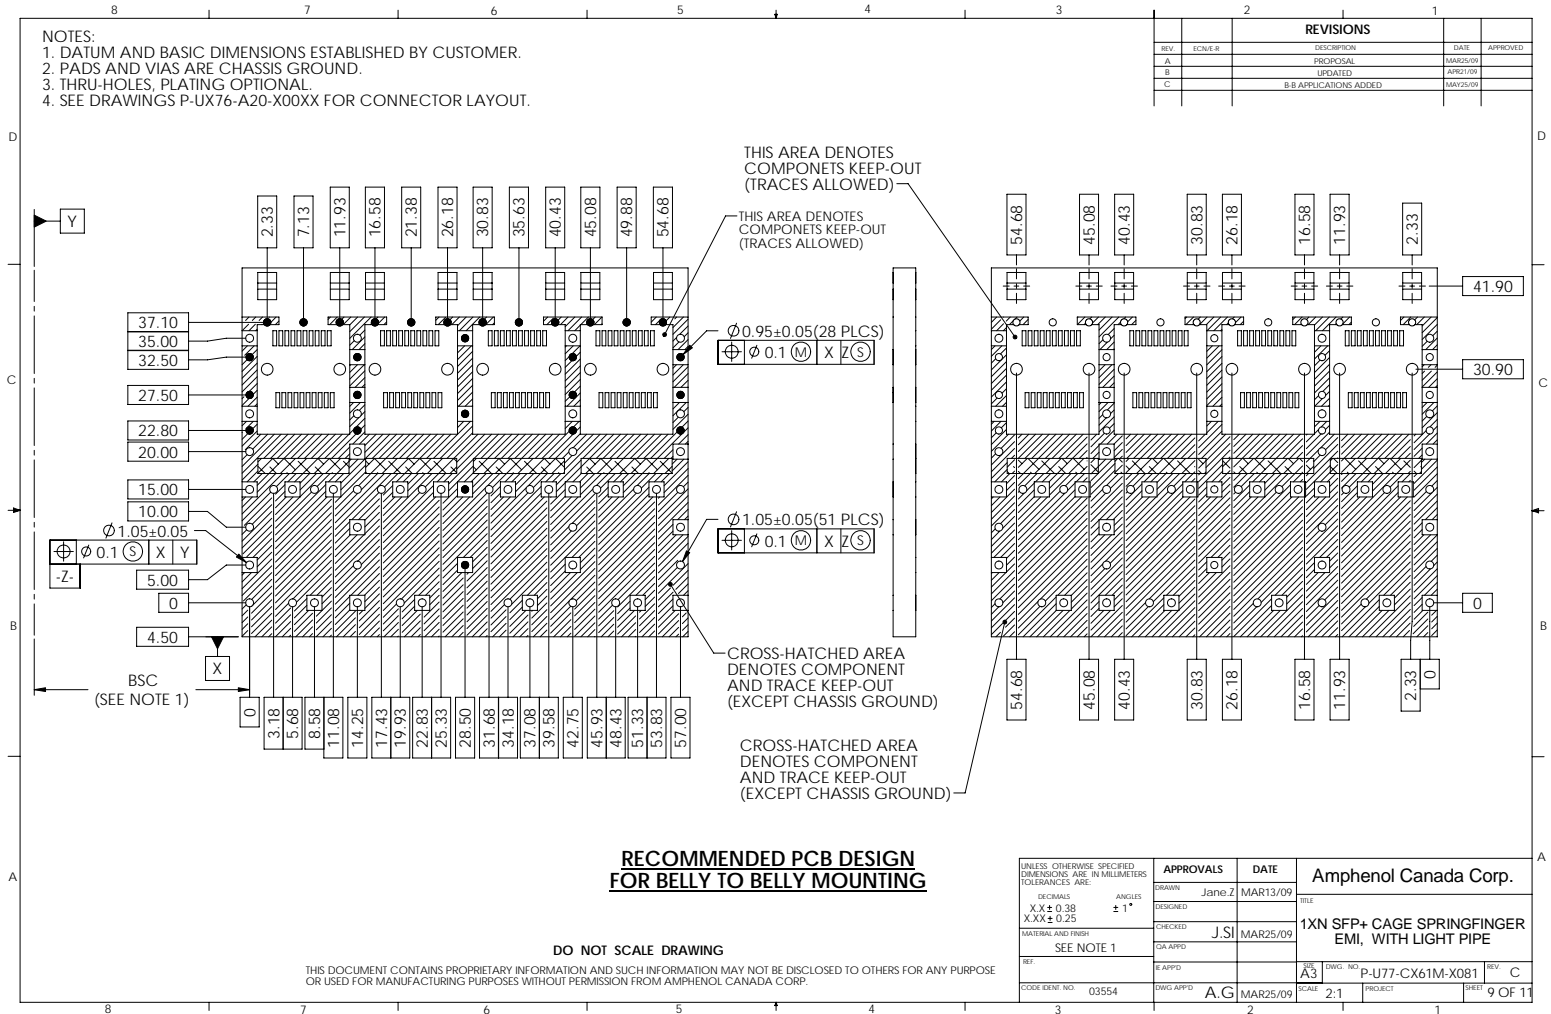 8 7 6 5 4 3 2 1
NOTES:
1. DATUM AND BASIC DIMENSIONS ESTABLISHED BY CUSTOMER.
2. PADS AND VIAS ARE CHASSIS GROUND.
3. THRU-HOLES, PLATING OPTIONAL.
4. SEE DRAWINGS P-UX76-A20-X00XX FOR CONNECTOR LAYOUT.
REVISIONS
REV. ECN/E-R DESCRIPTION DATE APPROVED
A PROPOSAL MAR25/09
B UPDATED APR21/09
C B-B APPLICATIONS ADDED MAY25/09
D D
THIS AREA DENOTES
COMPONETS KEEP-OUT
(TRACES ALLOWED)
THIS AREA DENOTES
COMPONETS KEEP-OUT
(TRACES ALLOWED)
Y
2.33 7.13 11.93 16.58 21.38 26.18 30.83 35.63 40.43 45.08 49.88 54.68
54.68 45.08 40.43 30.83 26.18 16.58 11.93 2.33
41.90
37.10
35.00
32.50
27.50
22.80
20.00
15.00
10.00
Ø1.05±0.05
Ø 0.1 Ⓢ X Y
-Z-
5.00
0
4.50
X
BSC
(SEE NOTE 1)
Ø0.95±0.05(28 PLCS)
Ø 0.1 Ⓜ X ZⓈ
30.90
C C
Ø1.05±0.05(51 PLCS)
Ø 0.1 Ⓜ X ZⓈ
0
B B
CROSS-HATCHED AREA
DENOTES COMPONENT
AND TRACE KEEP-OUT
(EXCEPT CHASSIS GROUND)
0 3.18 5.68 8.58 11.08 14.25 17.43 19.93 22.83 25.33 28.50 31.68 34.18 37.08 39.58 42.75 45.93 48.43 51.33 53.83 57.00
54.68 45.08 40.43 30.83 26.18 16.58 11.93 2.33 0
CROSS-HATCHED AREA
DENOTES COMPONENT
AND TRACE KEEP-OUT
(EXCEPT CHASSIS GROUND)
RECOMMENDED PCB DESIGN
FOR BELLY TO BELLY MOUNTING
A A
DO NOT SCALE DRAWING
THIS DOCUMENT CONTAINS PROPRIETARY INFORMATION AND SUCH INFORMATION MAY NOT BE DISCLOSED TO OTHERS FOR ANY PURPOSE
OR USED FOR MANUFACTURING PURPOSES WITHOUT PERMISSION FROM AMPHENOL CANADA CORP.
UNLESS OTHERWISE SPECIFIED
DIMENSIONS ARE IN MILLIMETERS
TOLERANCES ARE:
DECIMALS ANGLES
X.X± 0.38 ± 1°
X.XX± 0.25
MATERIAL AND FINISH
SEE NOTE 1
REF.
CODE IDENT. NO. 03554
APPROVALS DATE
DRAWN Jane.Z MAR13/09
DESIGNED
CHECKED J.SI MAR25/09
QA APP'D
IE APP'D
DWG APP'D A.G MAR25/09
Amphenol Canada Corp.
TITLE
1XN SFP+ CAGE SPRINGFINGER
EMI, WITH LIGHT PIPE
SIZE A3 DWG. NO. P-U77-CX61M-X081 REV. C
SCALE 2:1 PROJECT SHEET 9 OF 11
8 7 6 5 4 3 2 1